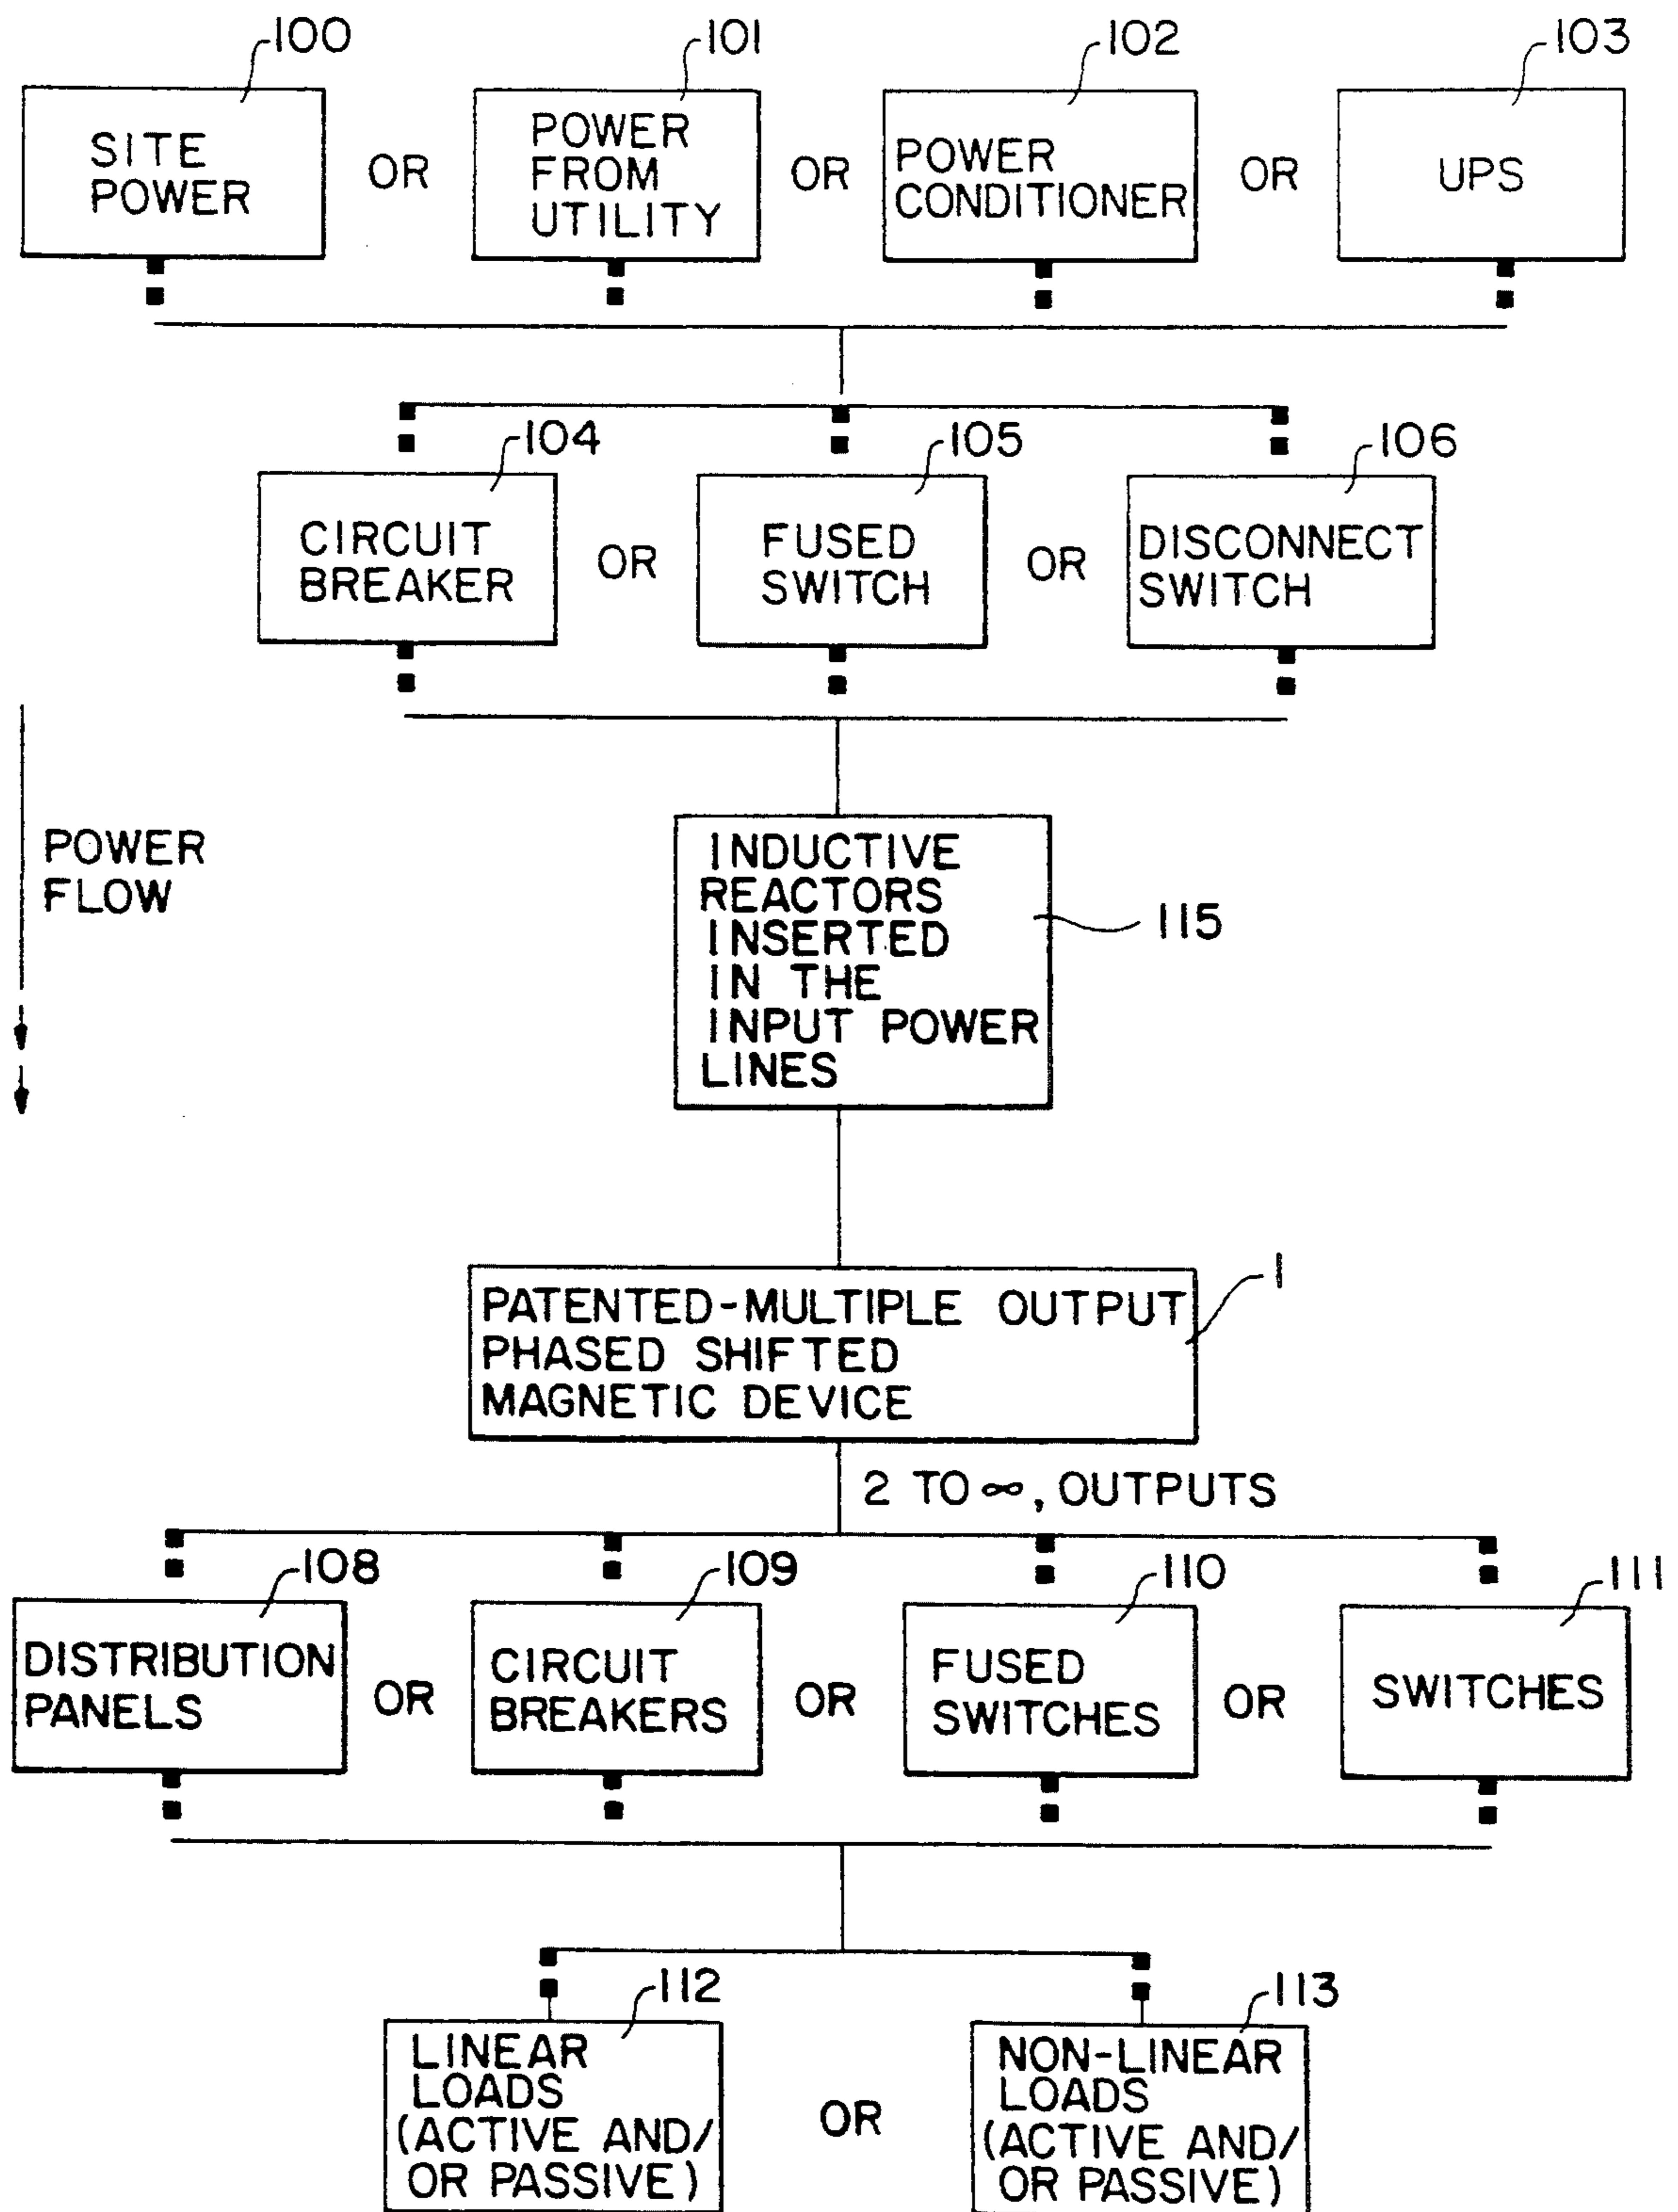 100
101
102
103
SITE
POWER
OR
POWER
FROM
UTILITY
OR
POWER
CONDITIONER
OR
UPS
104
105
106
CIRCUIT
BREAKER
OR
FUSED
SWITCH
OR
DISCONNECT
SWITCH
POWER
FLOW
INDUCTIVE
REACTORS
INSERTED
IN THE
INPUT POWER
LINES
115
1
PATENTED-MULTIPLE OUTPUT
PHASED SHIFTED
MAGNETIC DEVICE
2 TO ∞, OUTPUTS
108
109
110
111
DISTRIBUTION
PANELS
OR
CIRCUIT
BREAKERS
OR
FUSED
SWITCHES
OR
SWITCHES
112
113
LINEAR
LOADS
(ACTIVE AND/
OR PASSIVE)
OR
NON-LINEAR
LOADS
(ACTIVE AND/
OR PASSIVE)